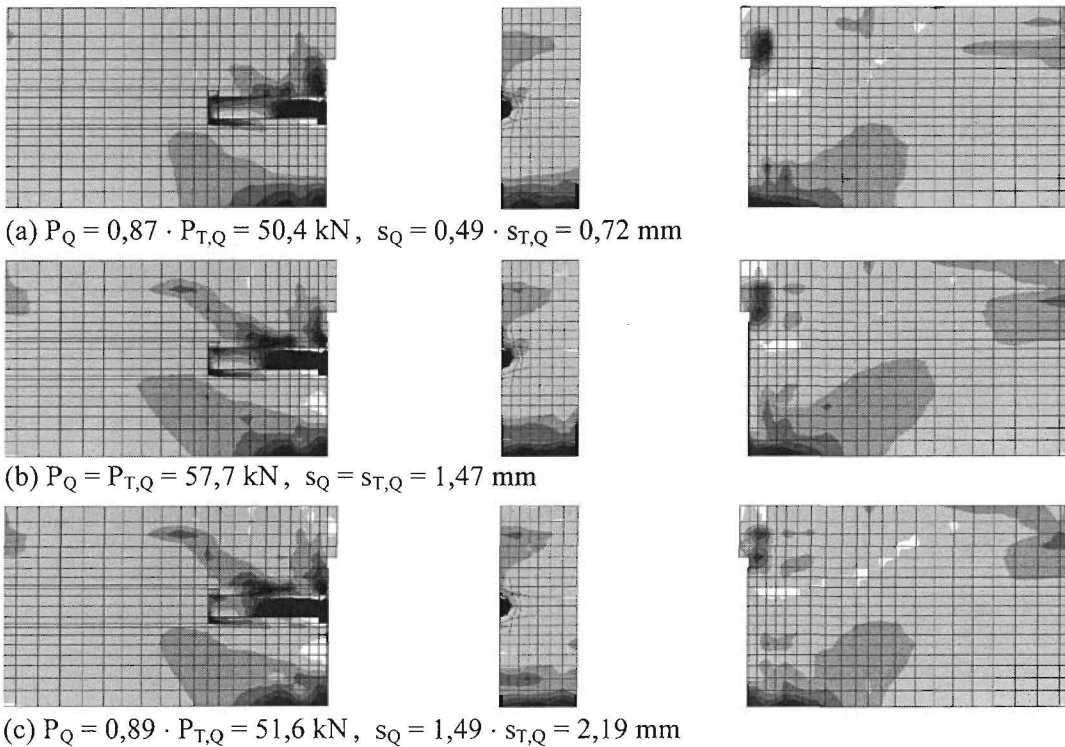 (a) P_Q = 0,87 · P_T,Q = 50,4 kN, s_Q = 0,49 · s_T,Q = 0,72 mm
(b) P_Q = P_T,Q = 57,7 kN, s_Q = s_T,Q = 1,47 mm
(c) P_Q = 0,89 · P_T,Q = 51,6 kN, s_Q = 1,49 · s_T,Q = 2,19 mm